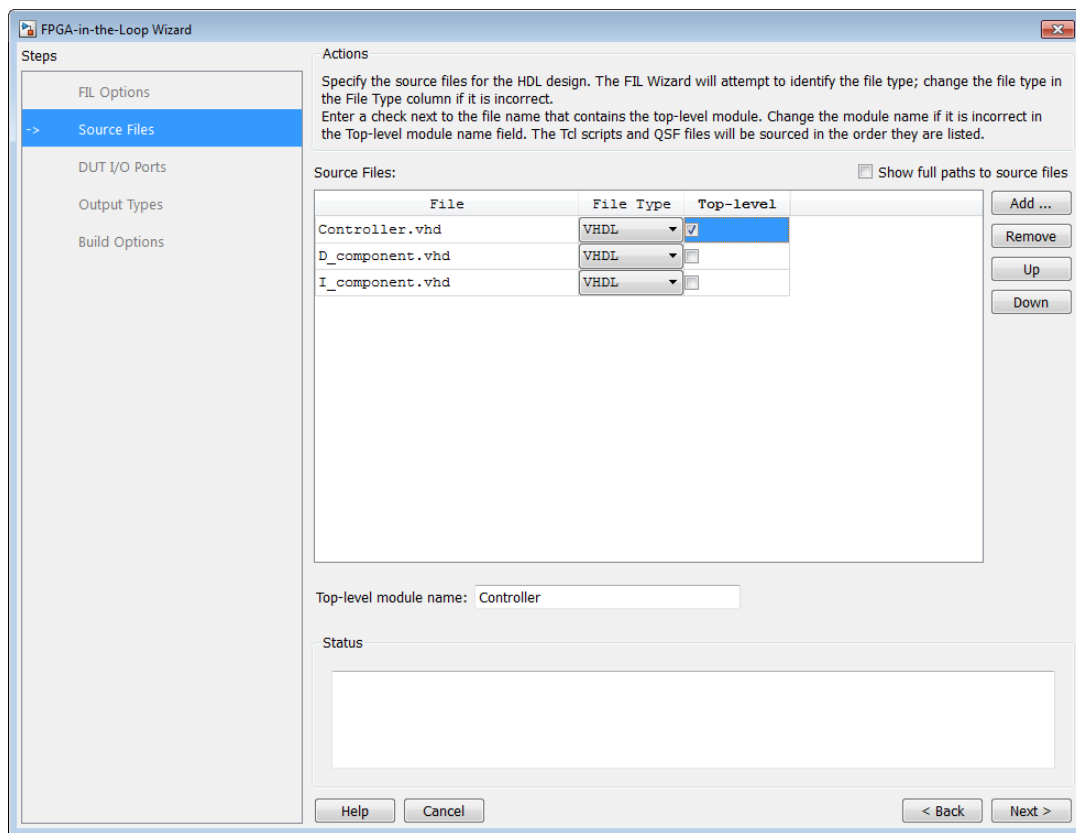 FPGA-in-the-Loop Wizard
Steps
FIL Options
-> Source Files
DUT I/O Ports
Output Types
Build Options
Actions
Specify the source files for the HDL design. The FIL Wizard will attempt to identify the file type; change the file type in
the File Type column if it is incorrect.
Enter a check next to the file name that contains the top-level module. Change the module name if it is incorrect in
the Top-level module name field. The Tcl scripts and QSF files will be sourced in the order they are listed.
Source Files: Show full paths to source files
File File Type Top-level
Controller.vhd VHDL
D_component.vhd VHDL
I_component.vhd VHDL
Add ...
Remove
Up
Down
Top-level module name: Controller
Status
Help Cancel < Back Next >